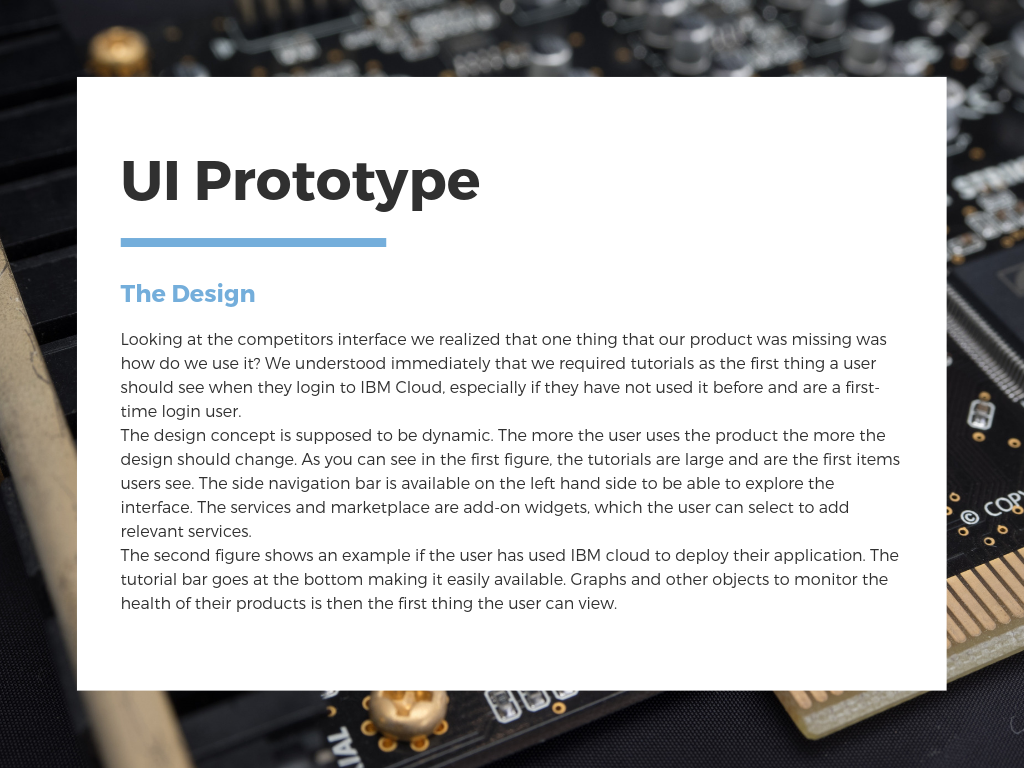 UI Prototype
The Design
Looking at the competitors interface we realized that one thing that our product was missing was
how do we use it? We understood immediately that we required tutorials as the first thing a user
should see when they login to IBM Cloud, especially if they have not used it before and are a first-
time login user.
The design concept is supposed to be dynamic. The more the user uses the product the more the
design should change. As you can see in the first figure, the tutorials are large and are the first items
users see. The side navigation bar is available on the left hand side to be able to explore the
interface. The services and marketplace are add-on widgets, which the user can select to add
relevant services.
The second figure shows an example if the user has used IBM cloud to deploy their application. The
tutorial bar goes at the bottom making it easily available. Graphs and other objects to monitor the
health of their products is then the first thing the user can view.